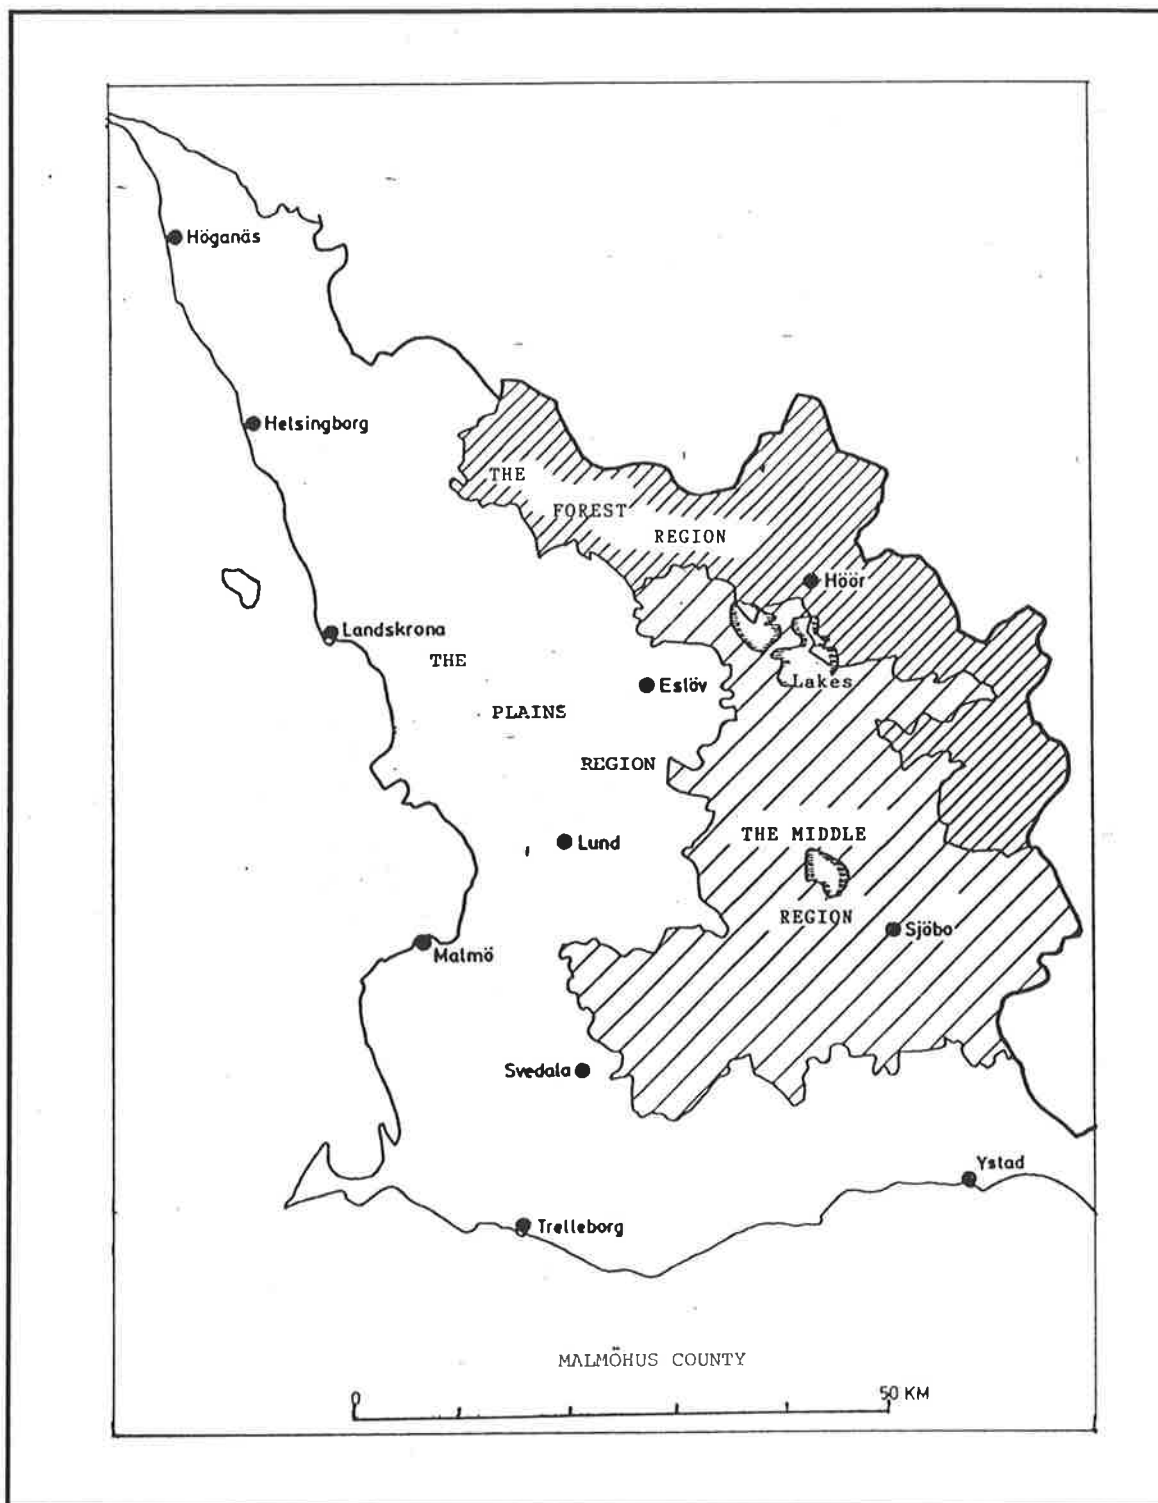 Höganäs
Helsingborg
THE
FOREST
REGION
Höör
Landskrona
THE
Lakes
Eslöv
PLAINS
REGION
THE MIDDLE
Lund
REGION
Sjöbo
Malmö
Svedala
Ystad
Trelleborg
MALMÖHUS COUNTY
0
50 KM